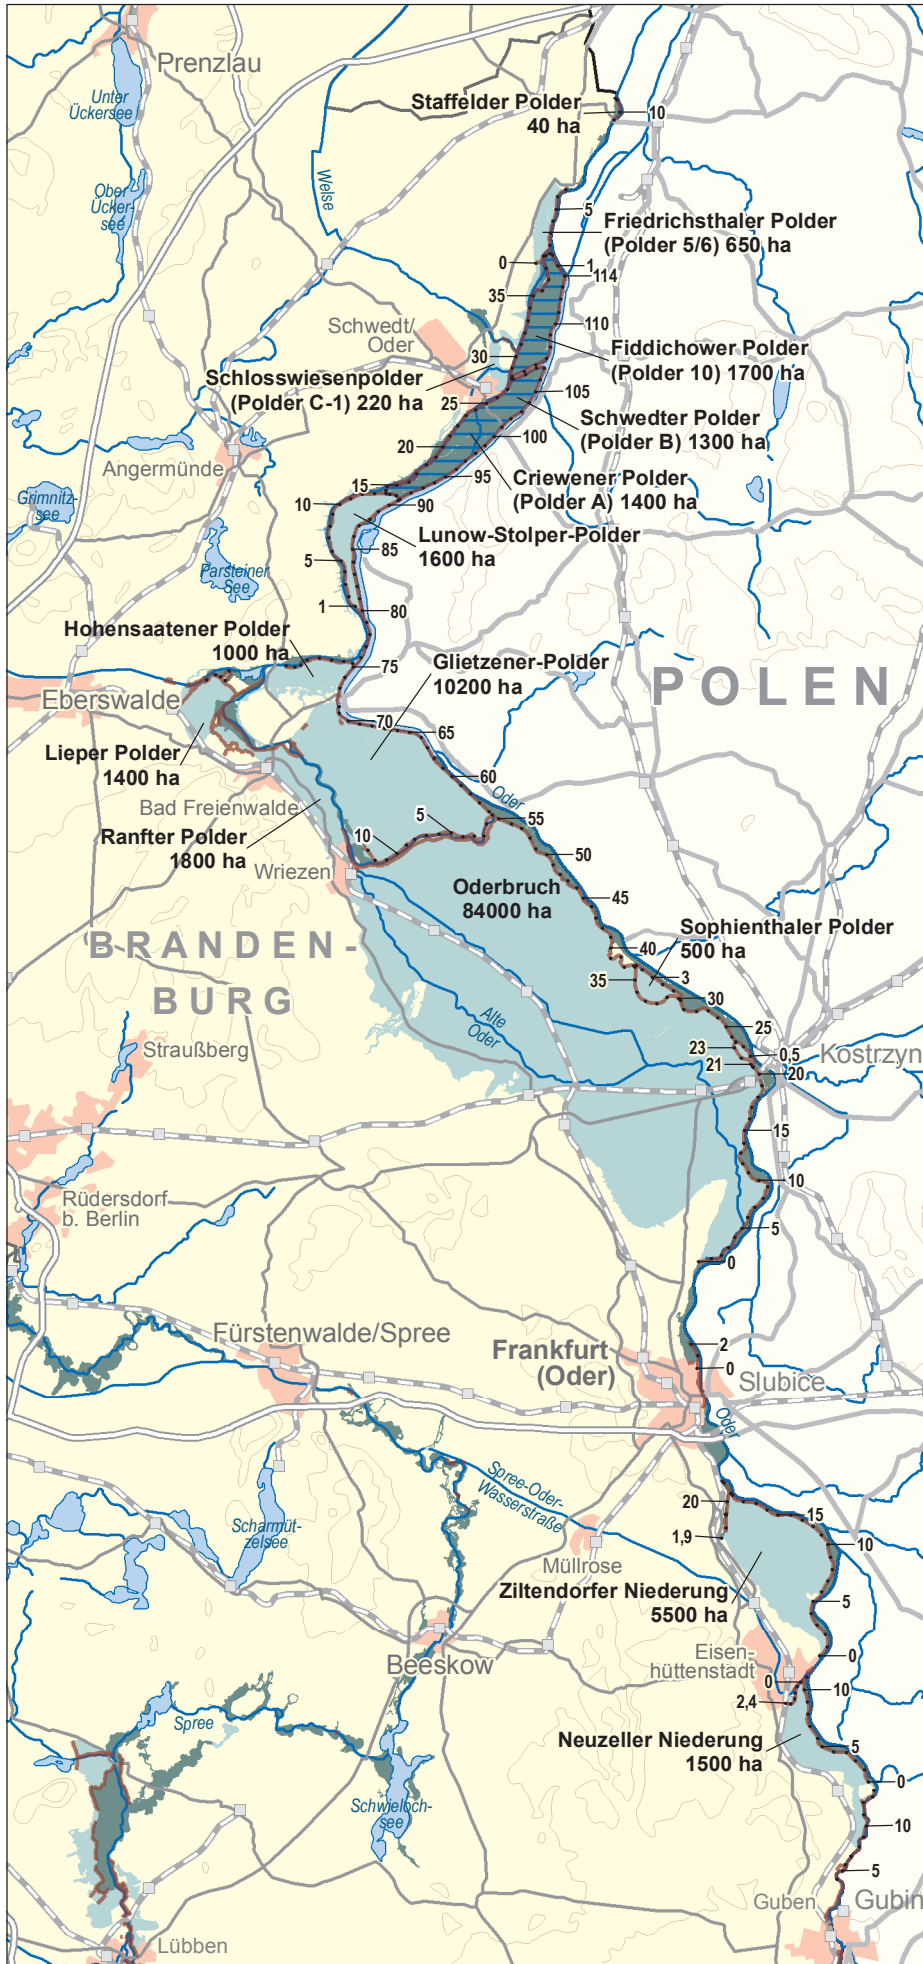 Prenzlau
Unter
Ückersee
Staffelder Polder
40 ha
10
Ober
Ücker-
see
Welse
5
Friedrichsthaler Polder
(Polder 5/6) 650 ha
0
1
114
35
110
Schwedt/
Oder
30
Fiddichower Polder
(Polder 10) 1700 ha
Schlosswiesenpolder
(Polder C-1) 220 ha
105
25
Schwedter Polder
(Polder B) 1300 ha
100
20
Angermünde
95
Criewener Polder
(Polder A) 1400 ha
15
Grimnitz-
see
10
90
Lunow-Stolper-Polder
1600 ha
85
5
Parsteiner
See
1
80
Hohensaatener Polder
1000 ha
75
Glietzener-Polder
10200 ha
POLEN
Eberswalde
70
65
Lieper Polder
1400 ha
60
Oder
Bad Freienwalde
55
5
Ranfter Polder
1800 ha
10
50
Wriezen
Oderbruch
84000 ha
45
Sophienthaler Polder
500 ha
BRANDEN-
BURG
40
3
35
30
Alte
Oder
25
Straußberg
23
0,5
Kostrzyn
21
20
15
10
Rüdersdorf
b. Berlin
5
0
Fürstenwalde/Spree
2
Frankfurt
(Oder)
0
Slubice
Oder
Spree-Oder-
Wasserstraße
20
15
Scharmüt-
zelsee
1,9
10
Müllrose
Ziltendorfer Niederung
5500 ha
5
Eisen-
hüttenstadt
0
Beeskow
0
10
2,4
Spree
Neuzeller Niederung
1500 ha
5
0
Schwieloch-
see
10
5
Guben
Gubin
Lübben